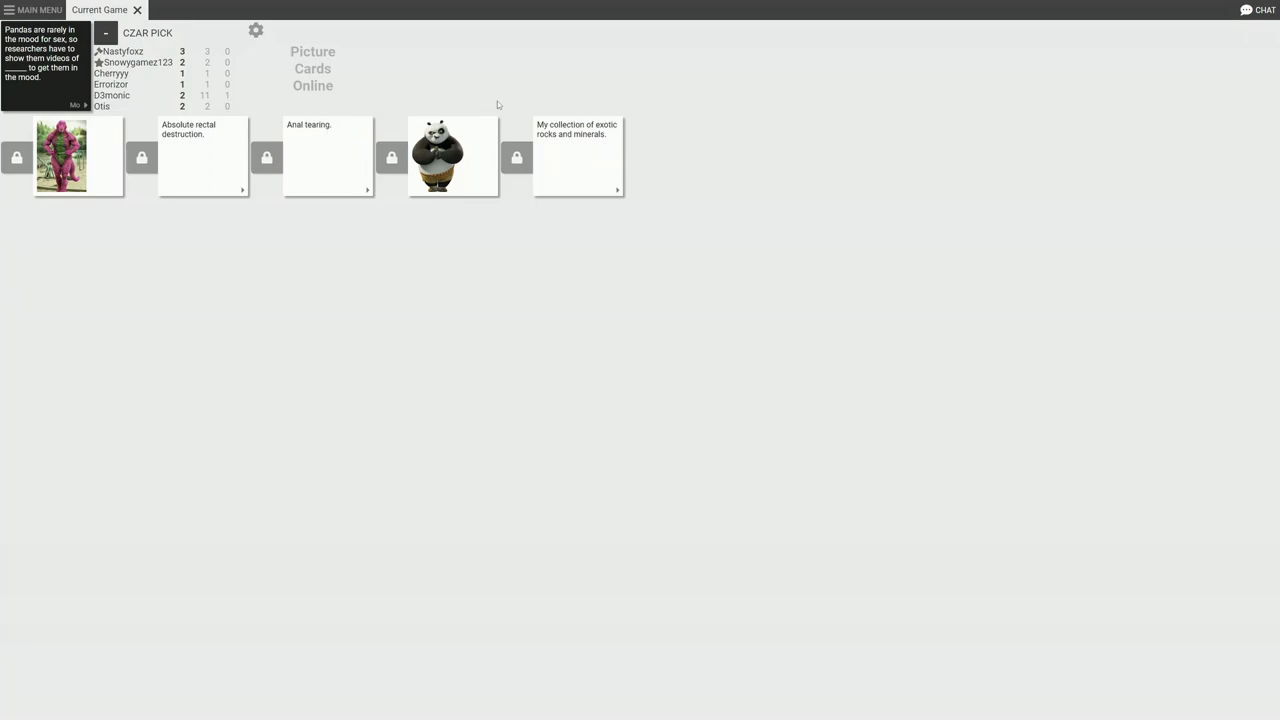 MAIN MENU
Current Game
CHAT
Pandas are rarely in
the mood for sex, so
researchers have to
show them videos of
______ to get them in
the mood.
Mo
-
CZAR PICK
Nastyfoxz 3 3 0
Snowygamez123 2 2 0
Cherryyy 1 1 0
Errorizor 1 1 0
D3monic 2 11 1
Otis 2 2 0
Picture
Cards
Online
Absolute rectal
destruction.
Anal tearing.
My collection of exotic
rocks and minerals.